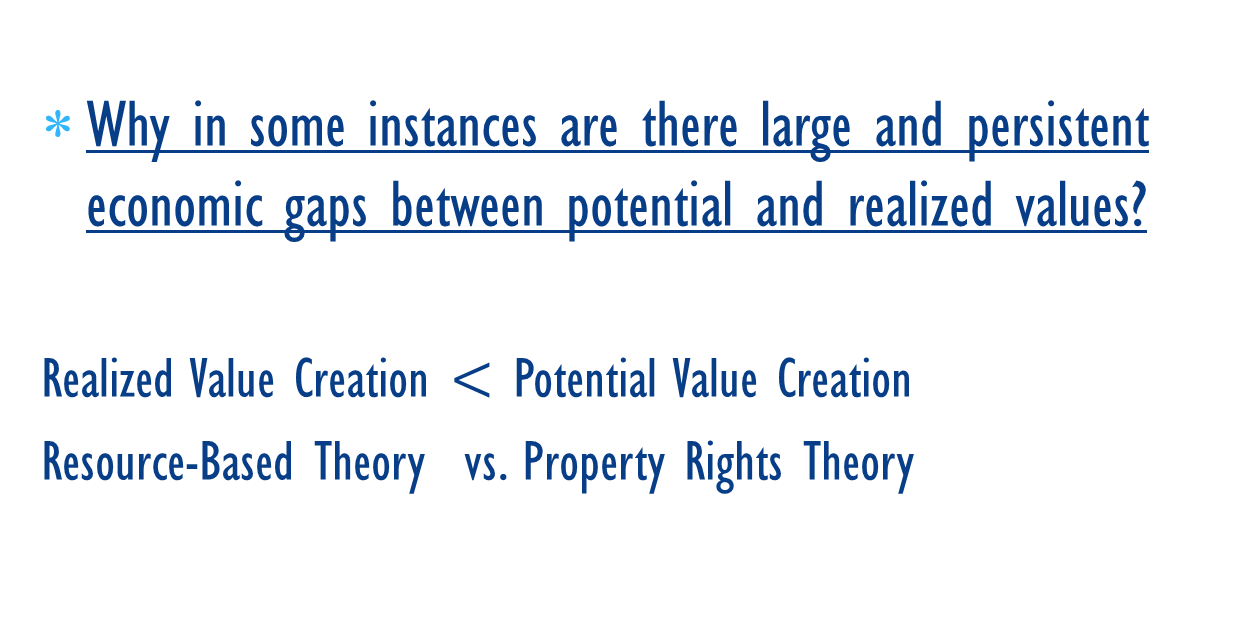 * Why in some instances are there large and persistent
economic gaps between potential and realized values?
Realized Value Creation < Potential Value Creation
Resource-Based Theory vs. Property Rights Theory